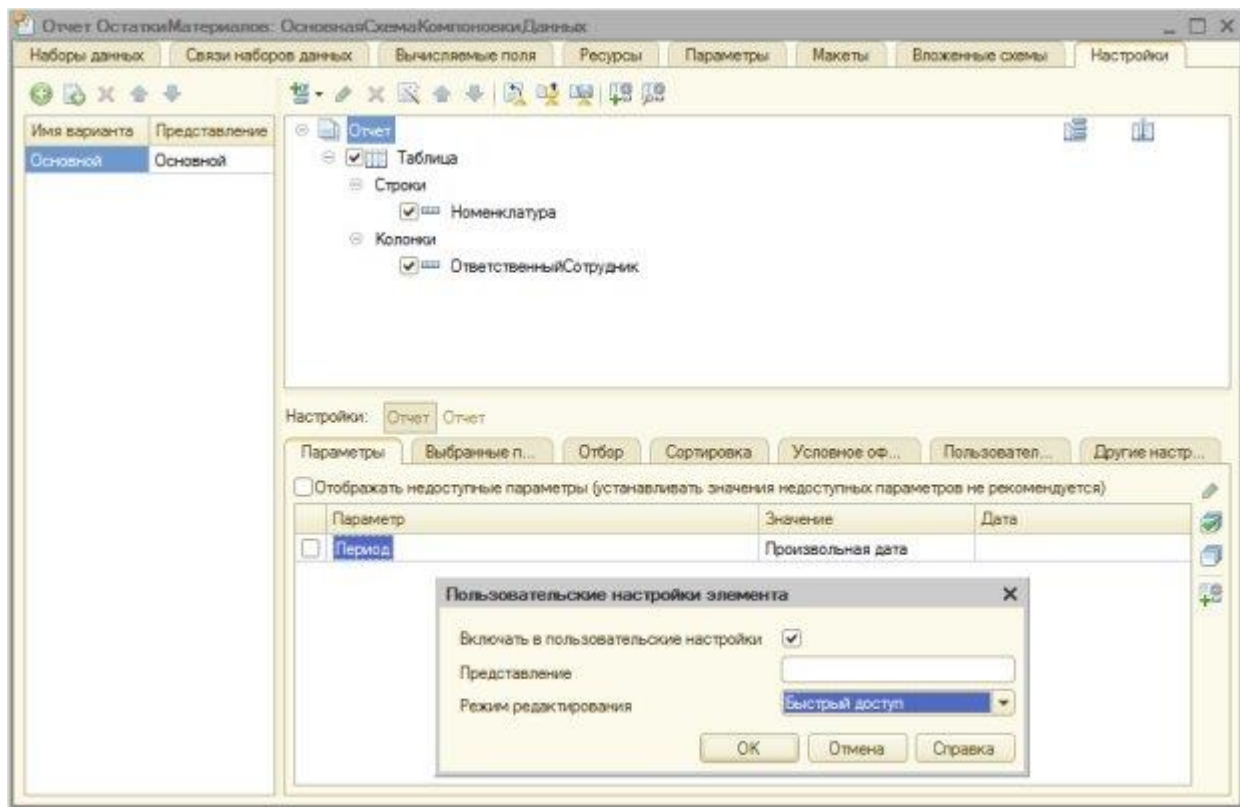 Отчет ОстаткиМатериалов: ОсновнаяСхемаКомпоновкиДанных
Наборы данных Связи наборов данных Вычисляемые поля Ресурсы Параметры Макеты Вложенные схемы Настройки
Имя варианта Представление
Основной Основной
Отчет
Таблица
Строки
Номенклатура
Колонки
ОтветственныйСотрудник
Настройки: Отчет Отчет
Параметры Выбранные п... Отбор Сортировка Условное оф... Пользовател... Другие настр...
Отображать недоступные параметры (устанавливать значения недоступных параметров не рекомендуется)
Параметр Значение Дата
Период Произвольная дата
Пользовательские настройки элемента
Включать в пользовательские настройки
Представление
Режим редактирования Быстрый доступ
ОК Отмена Справка